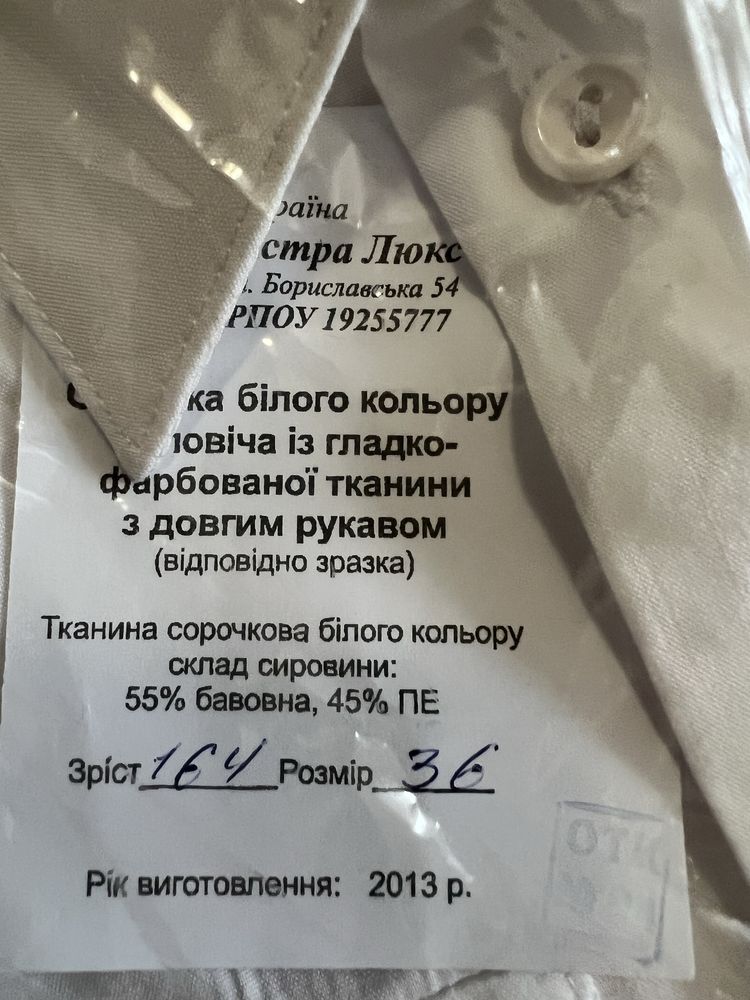 раїна
стра Люкс
. Бориславська 54
РПОУ 19255777
ка білого кольору
ловіча із гладко-
фарбованої тканини
з довгим рукавом
(відповідно зразка)
Тканина сорочкова білого кольору
склад сировини:
55% бавовна, 45% ПЕ
Зріст 164 Розмір 36
Рік виготовлення: 2013 р.